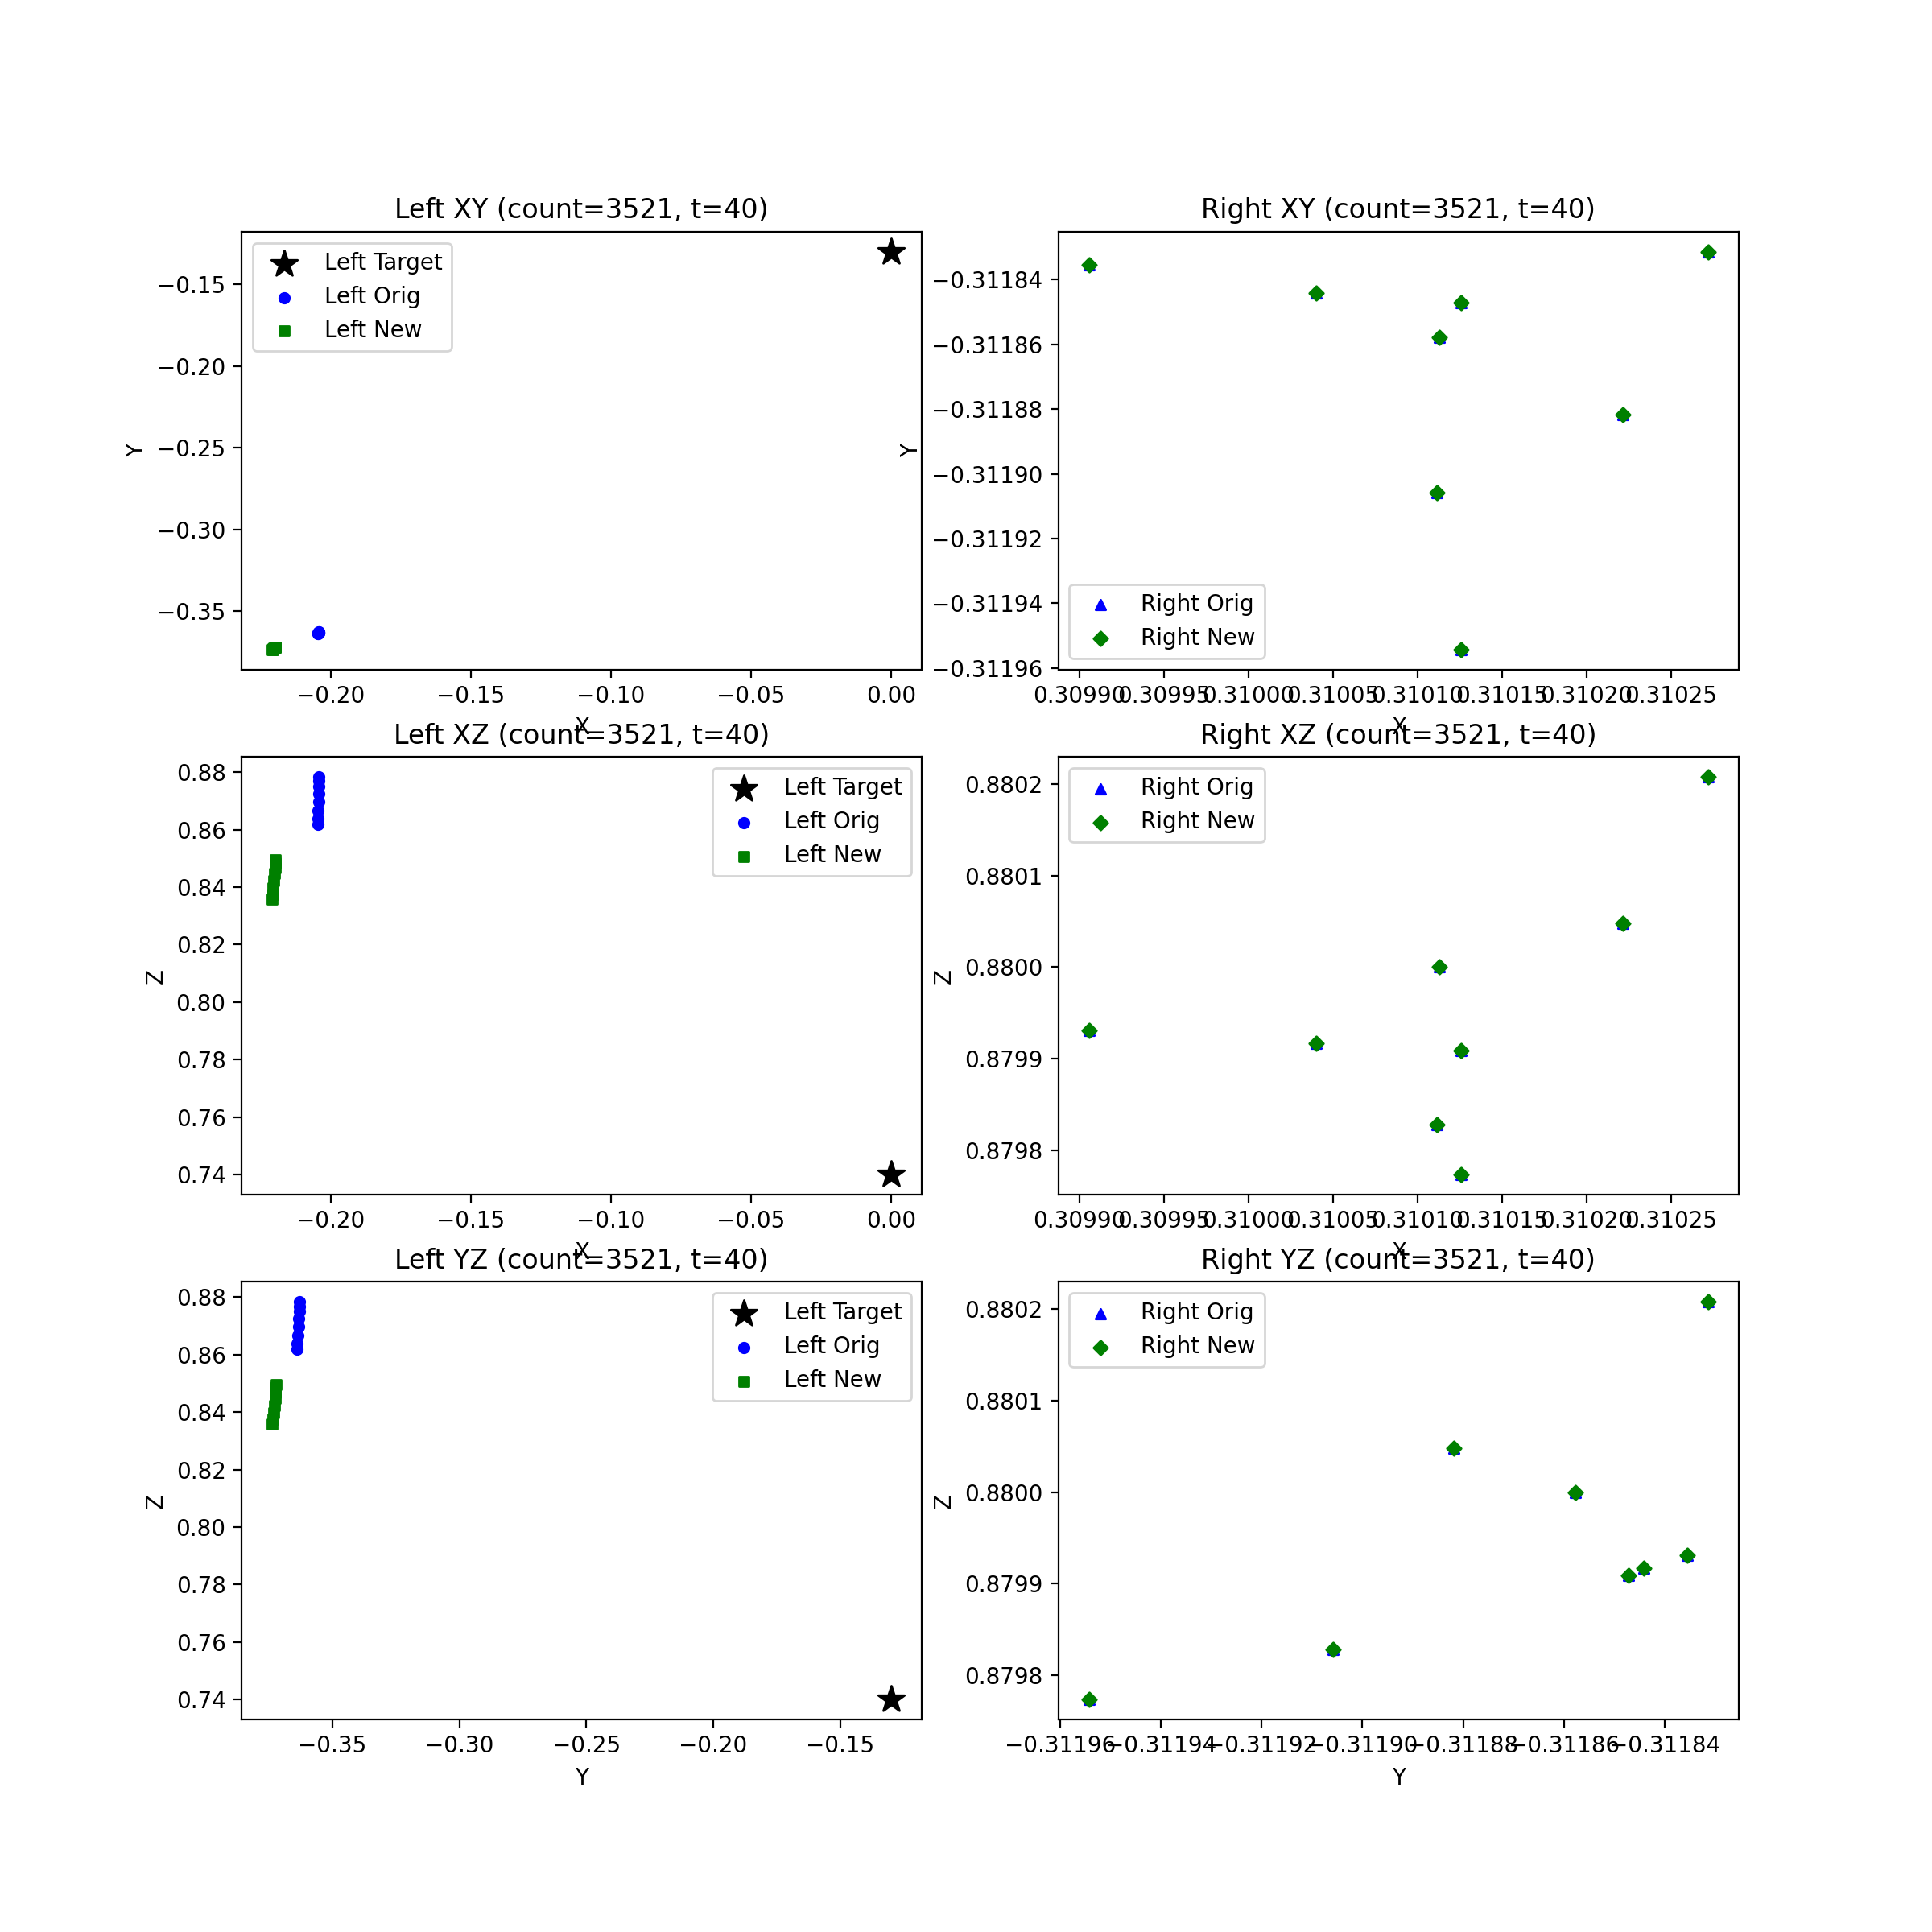 Left XY (count=3521, t=40)
Left Target
Left Orig
Left New
−0.15
−0.20
−0.25
−0.30
−0.35
Y
−0.20 −0.15 −0.10 −0.05 0.00
X
Right XY (count=3521, t=40)
−0.31184
−0.31186
−0.31188
−0.31190
−0.31192
−0.31194
−0.31196
Y
Right Orig
Right New
0.30990 0.30995 0.31000 0.31005 0.31010 0.31015 0.31020 0.31025
X
Left XZ (count=3521, t=40)
Left Target
Left Orig
Left New
0.88
0.86
0.84
0.82
0.80
0.78
0.76
0.74
Z
−0.20 −0.15 −0.10 −0.05 0.00
X
Right XZ (count=3521, t=40)
Right Orig
Right New
0.8802
0.8801
0.8800
0.8799
0.8798
Z
0.30990 0.30995 0.31000 0.31005 0.31010 0.31015 0.31020 0.31025
X
Left YZ (count=3521, t=40)
Left Target
Left Orig
Left New
0.88
0.86
0.84
0.82
0.80
0.78
0.76
0.74
Z
−0.35 −0.30 −0.25 −0.20 −0.15
Y
Right YZ (count=3521, t=40)
Right Orig
Right New
0.8802
0.8801
0.8800
0.8799
0.8798
Z
−0.31196 −0.31194 −0.31192 −0.31190 −0.31188 −0.31186 −0.31184
Y